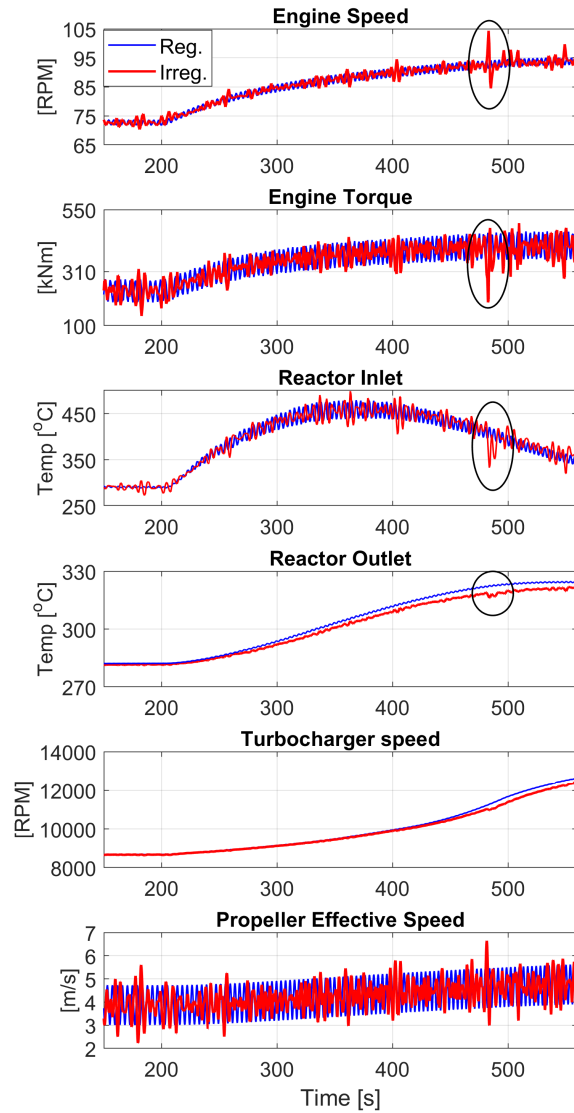 Engine Speed
105
95
85
75
65
[RPM]
Reg.
Irreg.
200 300 400 500
Engine Torque
550
310
100
[kNm]
200 300 400 500
Reactor Inlet
450
350
250
Temp [°C]
200 300 400 500
Reactor Outlet
330
300
270
Temp [°C]
200 300 400 500
Turbocharger speed
14000
12000
10000
8000
[RPM]
200 300 400 500
Propeller Effective Speed
7
6
5
4
3
2
[m/s]
200 300 400 500
Time [s]